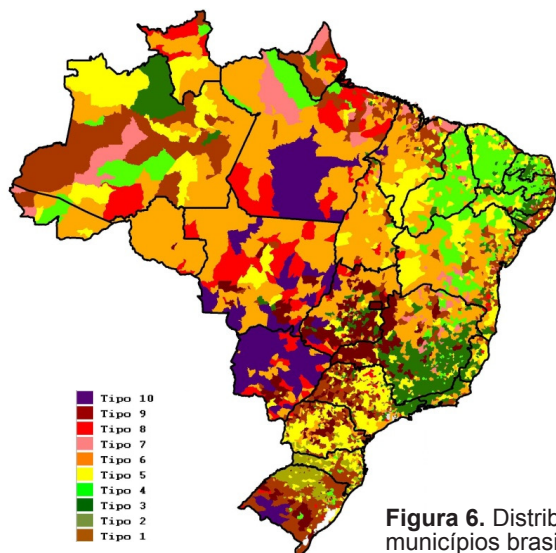 Tipo 10
Tipo 9
Tipo 8
Tipo 7
Tipo 6
Tipo 5
Tipo 4
Tipo 3
Tipo 2
Tipo 1
Figura 6. Distrib
municípios brasi